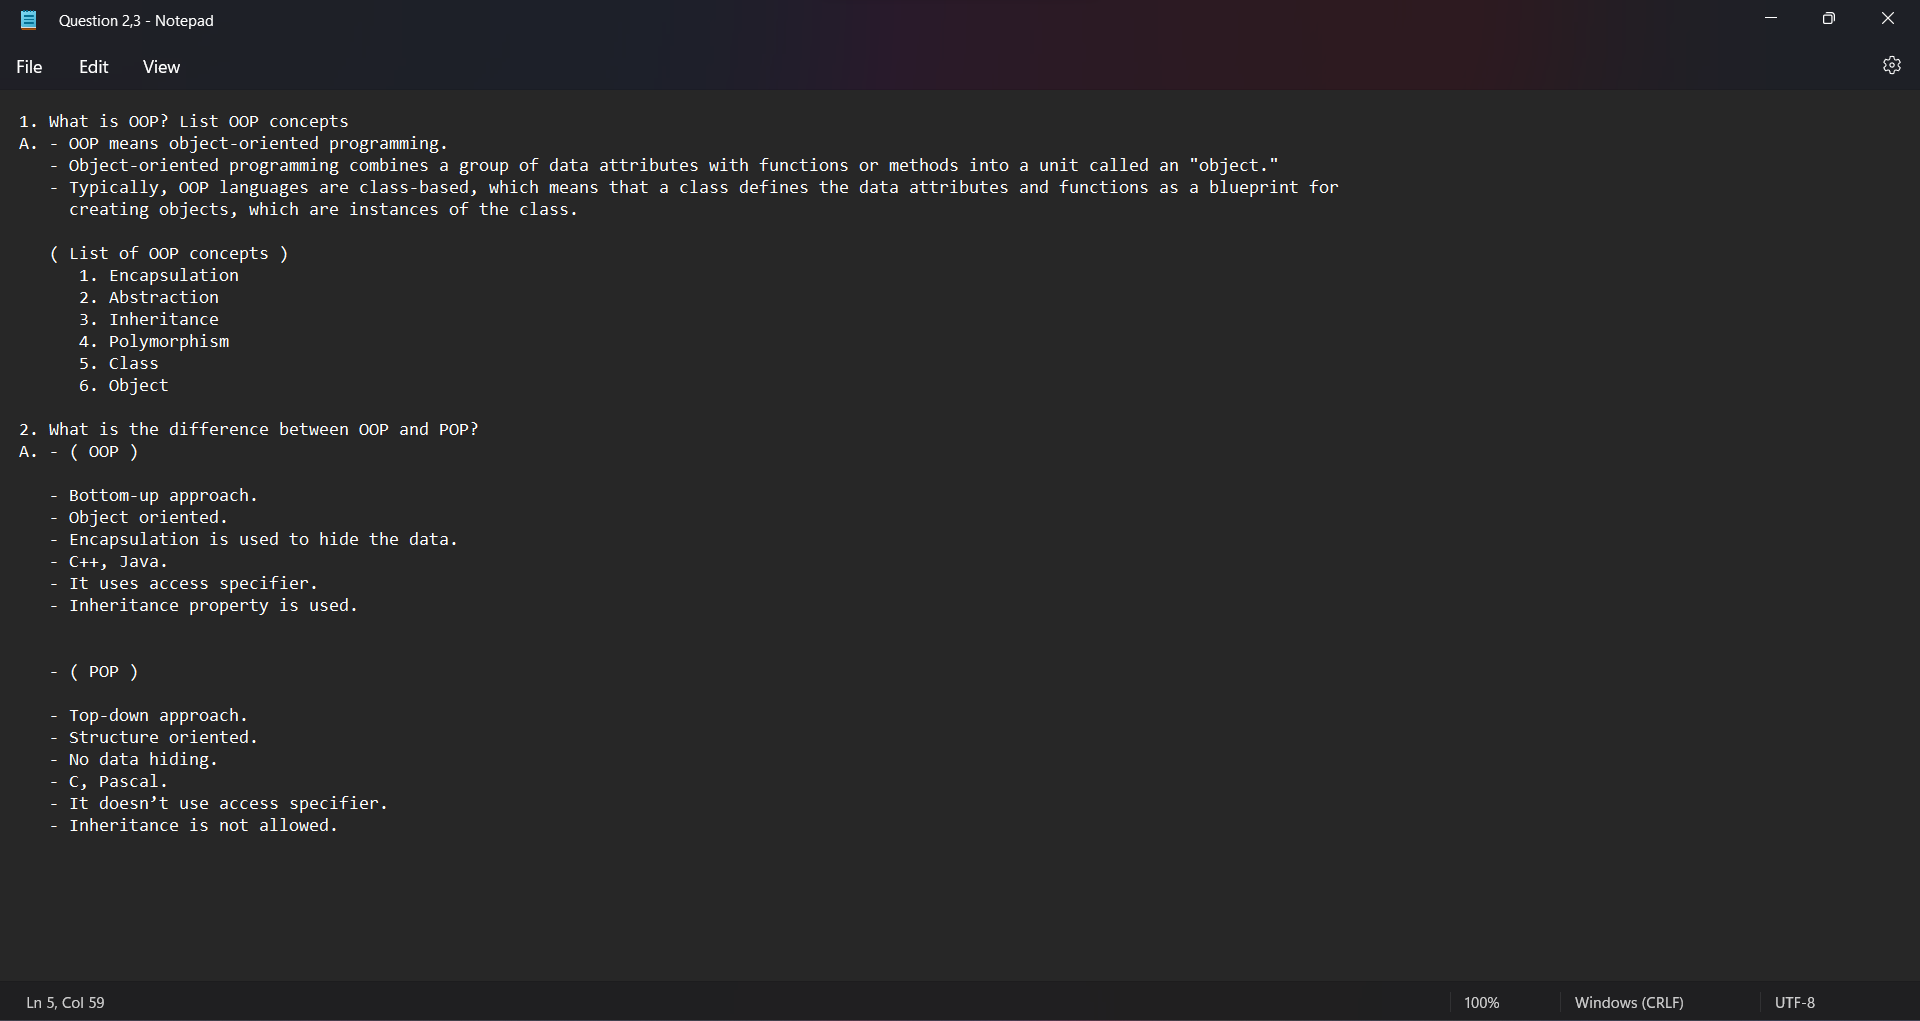 Question 2,3 - Notepad
File Edit View
1. What is OOP? List OOP concepts
A. - OOP means object-oriented programming.
- Object-oriented programming combines a group of data attributes with functions or methods into a unit called an "object."
- Typically, OOP languages are class-based, which means that a class defines the data attributes and functions as a blueprint for
creating objects, which are instances of the class.
( List of OOP concepts )
1. Encapsulation
2. Abstraction
3. Inheritance
4. Polymorphism
5. Class
6. Object
2. What is the difference between OOP and POP?
A. - ( OOP )
- Bottom-up approach.
- Object oriented.
- Encapsulation is used to hide the data.
- C++, Java.
- It uses access specifier.
- Inheritance property is used.
- ( POP )
- Top-down approach.
- Structure oriented.
- No data hiding.
- C, Pascal.
- It doesn’t use access specifier.
- Inheritance is not allowed.
Ln 5, Col 59 100% Windows (CRLF) UTF-8